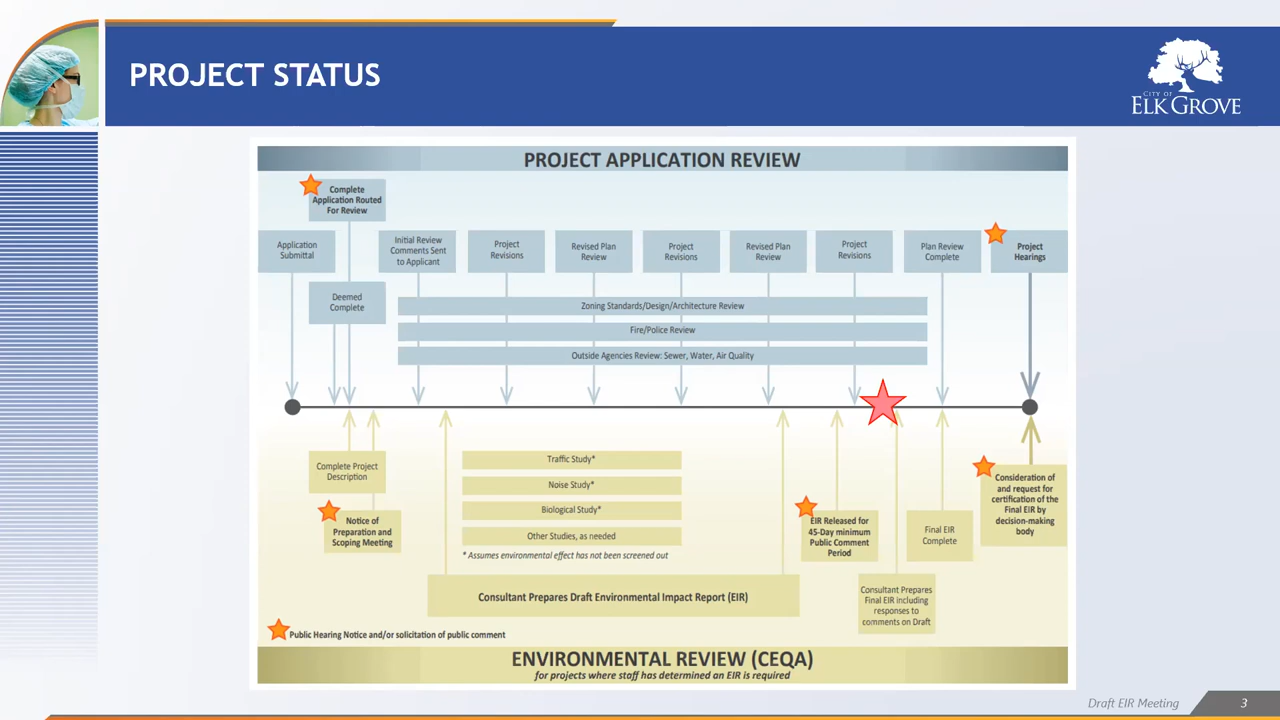 PROJECT STATUS
CITY OF
ELK GROVE
PROJECT APPLICATION REVIEW
Complete
Application Routed
For Review
Application
Submittal
Initial Review
Comments Sent
to Applicant
Project
Revisions
Revised Plan
Review
Project
Revisions
Revised Plan
Review
Project
Revisions
Plan Review
Complete
Project
Hearings
Deemed
Complete
Zoning Standards/Design/Architecture Review
Fire/Police Review
Outside Agencies Review: Sewer, Water, Air Quality
Complete Project
Description
Notice of
Preparation and
Scoping Meeting
Traffic Study*
Noise Study*
Biological Study*
Other Studies, as needed
* Assumes environmental effect has not been screened out
Consultant Prepares Draft Environmental Impact Report (EIR)
EIR Released for
45-Day minimum
Public Comment
Period
Consultant Prepares
Final EIR including
responses to
comments on Draft
Final EIR
Complete
Consideration of
and request for
certification of the
Final EIR by
decision-making
body
Public Hearing Notice and/or solicitation of public comment
ENVIRONMENTAL REVIEW (CEQA)
for projects where staff has determined an EIR is required
Draft EIR Meeting
3